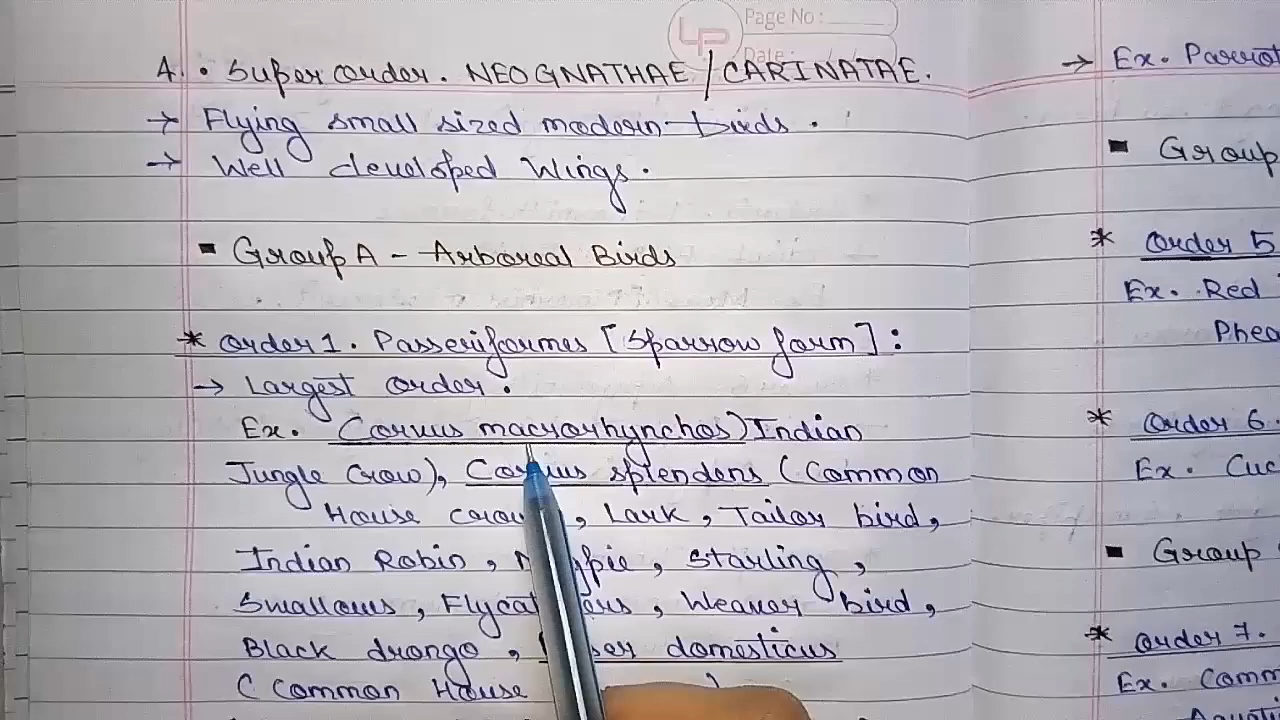 LP
Page No :
Date :
4. • Super order. NEOGNATHAE / CARINATAE.
→ Flying small sized modern birds.
→ Well developed Wings.
▪ Group A - Arboreal Birds
* Order 1. Passeriformes [Sparrow form] :
→ Largest order.
Ex. Corvus macrorhynchos) Indian
Jungle Crow), Corvus splendens (Common
House crow , Lark, Tailor bird,
Indian Robin, starling,
Swallows, Weaver bird,
Black drongo, domesticus
( Common House
→ Ex. Parrot
▪ Group
* Order 5
Ex. Red
Phea
* Order 6.
Ex. Cuc
▪ Group
* Order 7.
Ex. Comm